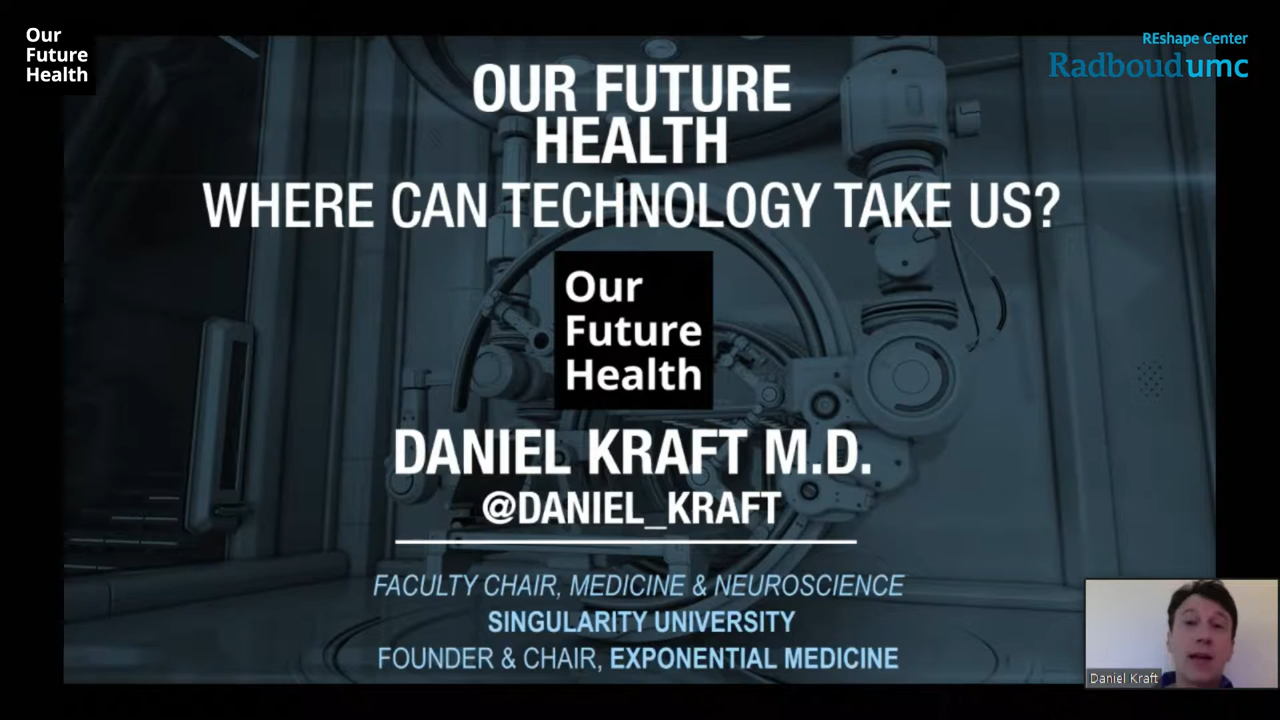 Our
Future
Health
REshape Center
Radboudumc
OUR FUTURE
HEALTH
WHERE CAN TECHNOLOGY TAKE US?
Our
Future
Health
DANIEL KRAFT M.D.
@DANIEL_KRAFT
FACULTY CHAIR, MEDICINE & NEUROSCIENCE
SINGULARITY UNIVERSITY
FOUNDER & CHAIR, EXPONENTIAL MEDICINE
Daniel Kraft